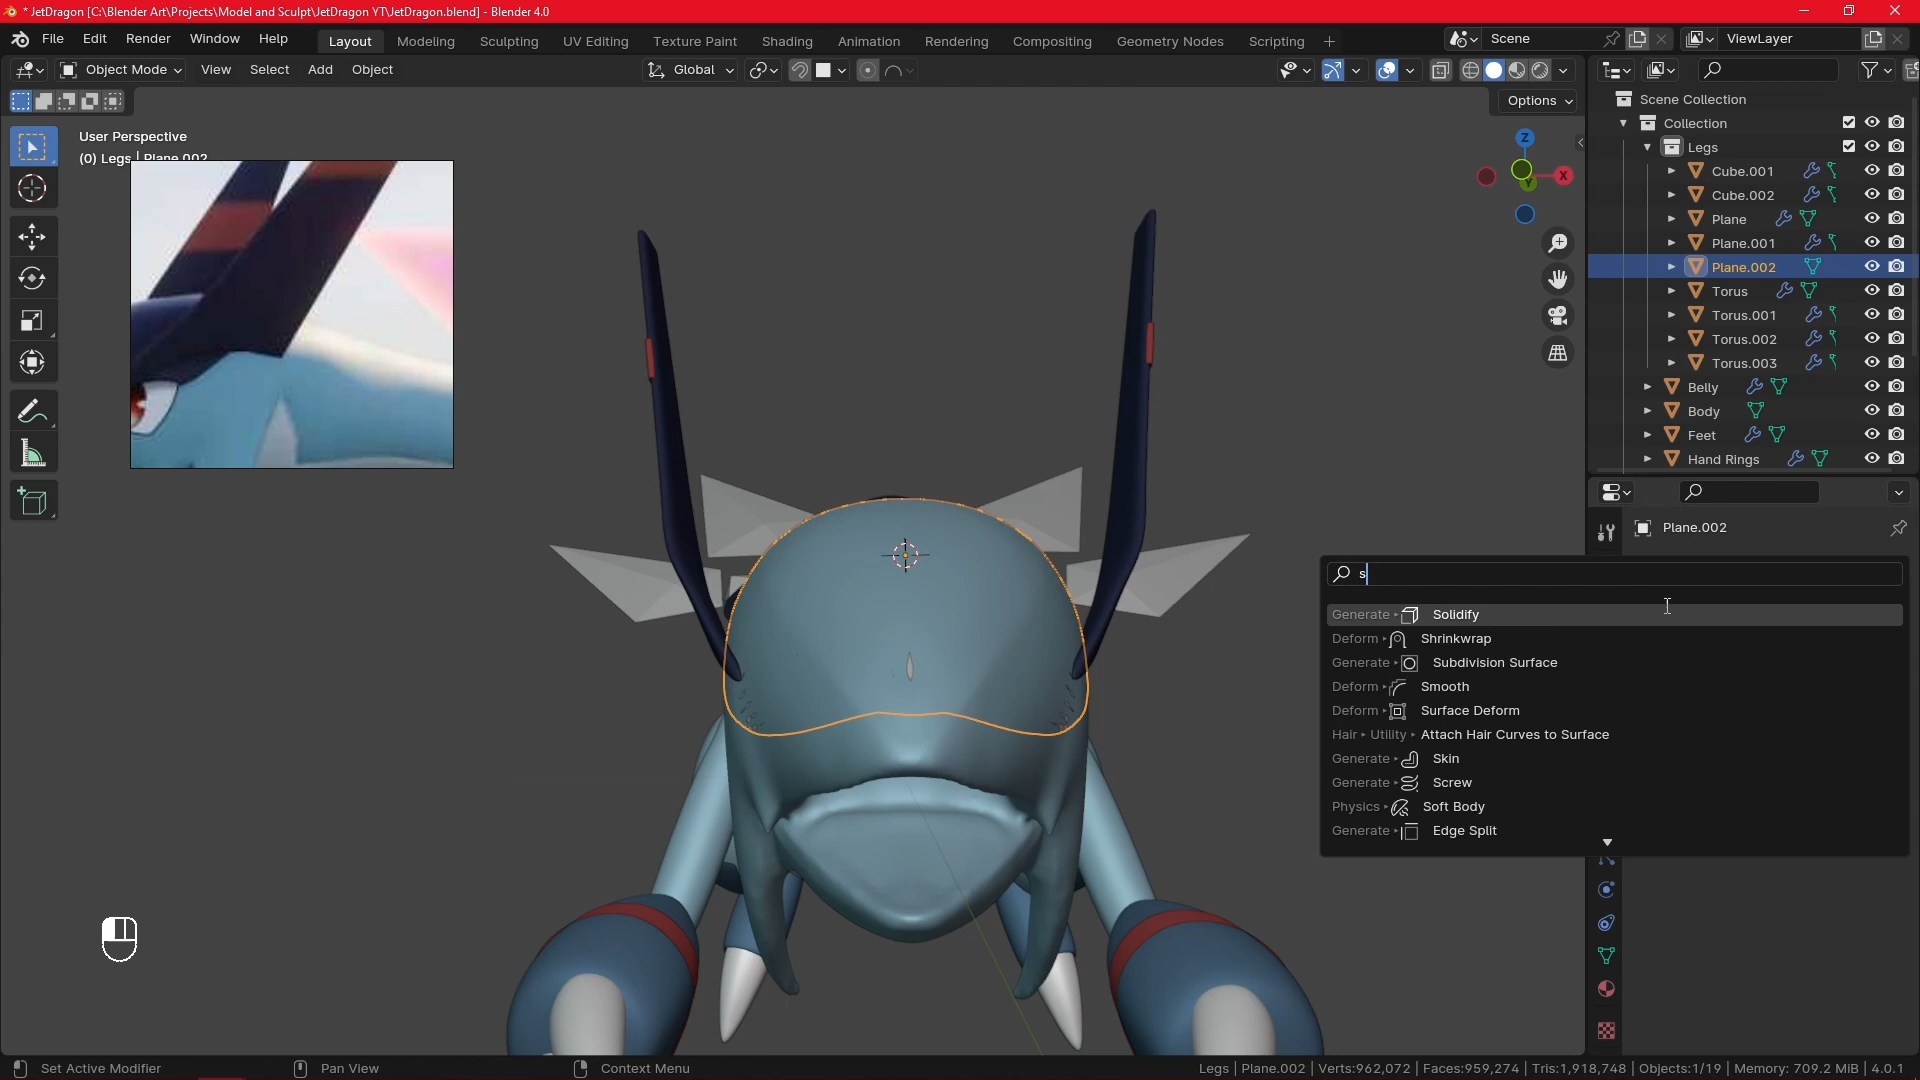 * JetDragon [C:\Blender Art\Projects\Model and Sculpt\JetDragon YT\JetDragon.blend] - Blender 4.0
File Edit Render Window Help Layout Modeling Sculpting UV Editing Texture Paint Shading Animation Rendering Compositing Geometry Nodes Scripting + Scene ViewLayer
Object Mode View Select Add Object Global
Options
User Perspective
(0) Legs | Plane.002
Z
X
Y
Scene Collection
Collection
Legs
Cube.001
Cube.002
Plane
Plane.001
Plane.002
Torus
Torus.001
Torus.002
Torus.003
Belly
Body
Feet
Hand Rings
Plane.002
s
Generate Solidify
Deform Shrinkwrap
Generate Subdivision Surface
Deform Smooth
Deform Surface Deform
Hair Utility Attach Hair Curves to Surface
Generate Skin
Generate Screw
Physics Soft Body
Generate Edge Split
Set Active Modifier Pan View Context Menu Legs | Plane.002 | Verts:962,072 | Faces:959,274 | Tris:1,918,748 | Objects:1/19 | Memory: 709.2 MiB | 4.0.1